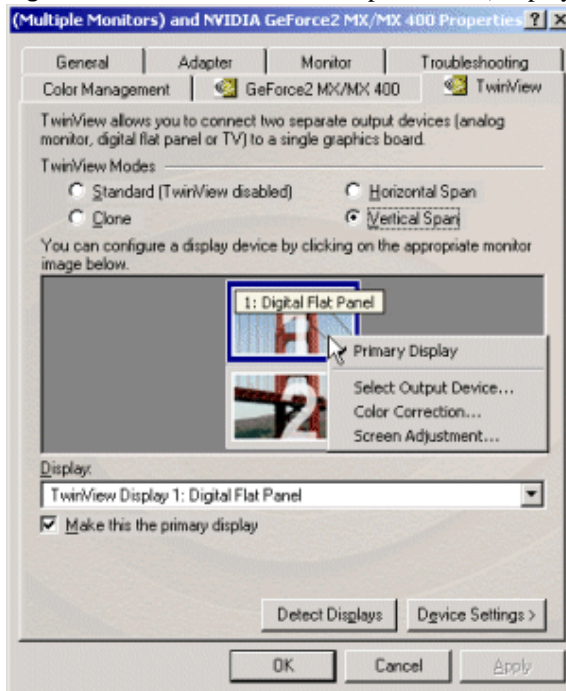 (Multiple Monitors) and NVIDIA GeForce2 MX/MX 400 Properties ? X
General Adapter Monitor Troubleshooting
Color Management GeForce2 MX/MX 400 TwinView
TwinView allows you to connect two separate output devices (analog
monitor, digital flat panel or TV) to a single graphics board.
TwinView Modes
Standard (TwinView disabled) Horizontal Span
Clone Vertical Span
You can configure a display device by clicking on the appropriate monitor
image below.
1: Digital Flat Panel
1
Primary Display
Select Output Device...
2
Color Correction...
Screen Adjustment...
Display:
TwinView Display 1: Digital Flat Panel
Make this the primary display
Detect Displays Device Settings >
OK Cancel Apply